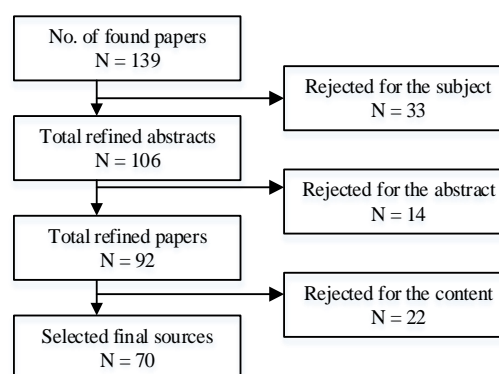 No. of found papers
N = 139
Rejected for the subject
N = 33
Total refined abstracts
N = 106
Rejected for the abstract
N = 14
Total refined papers
N = 92
Rejected for the content
N = 22
Selected final sources
N = 70